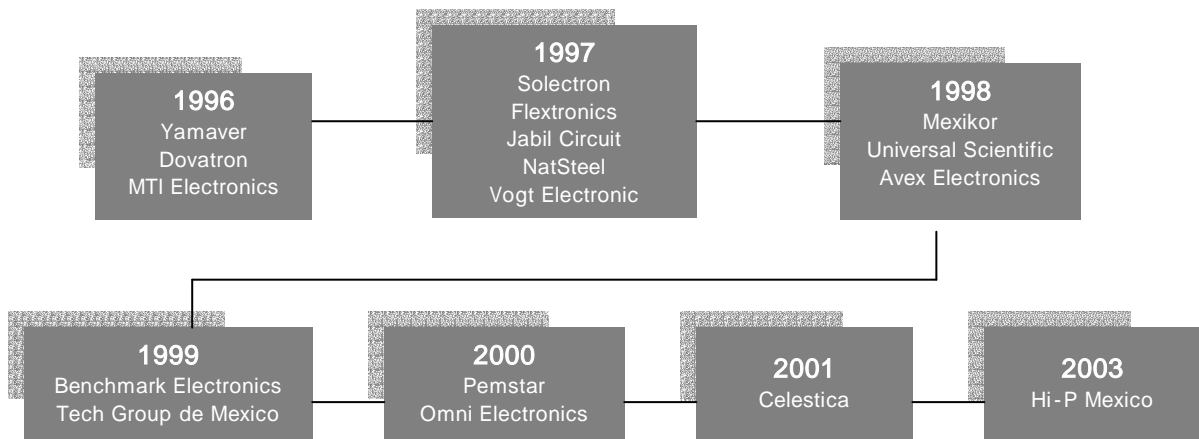 1996
Yamaver
Dovatron
MTI Electronics
1997
Solectron
Flextronics
Jabil Circuit
NatSteel
Vogt Electronic
1998
Mexikor
Universal Scientific
Avex Electronics
1999
Benchmark Electronics
Tech Group de Mexico
2000
Pemstar
Omni Electronics
2001
Celestica
2003
Hi-P Mexico